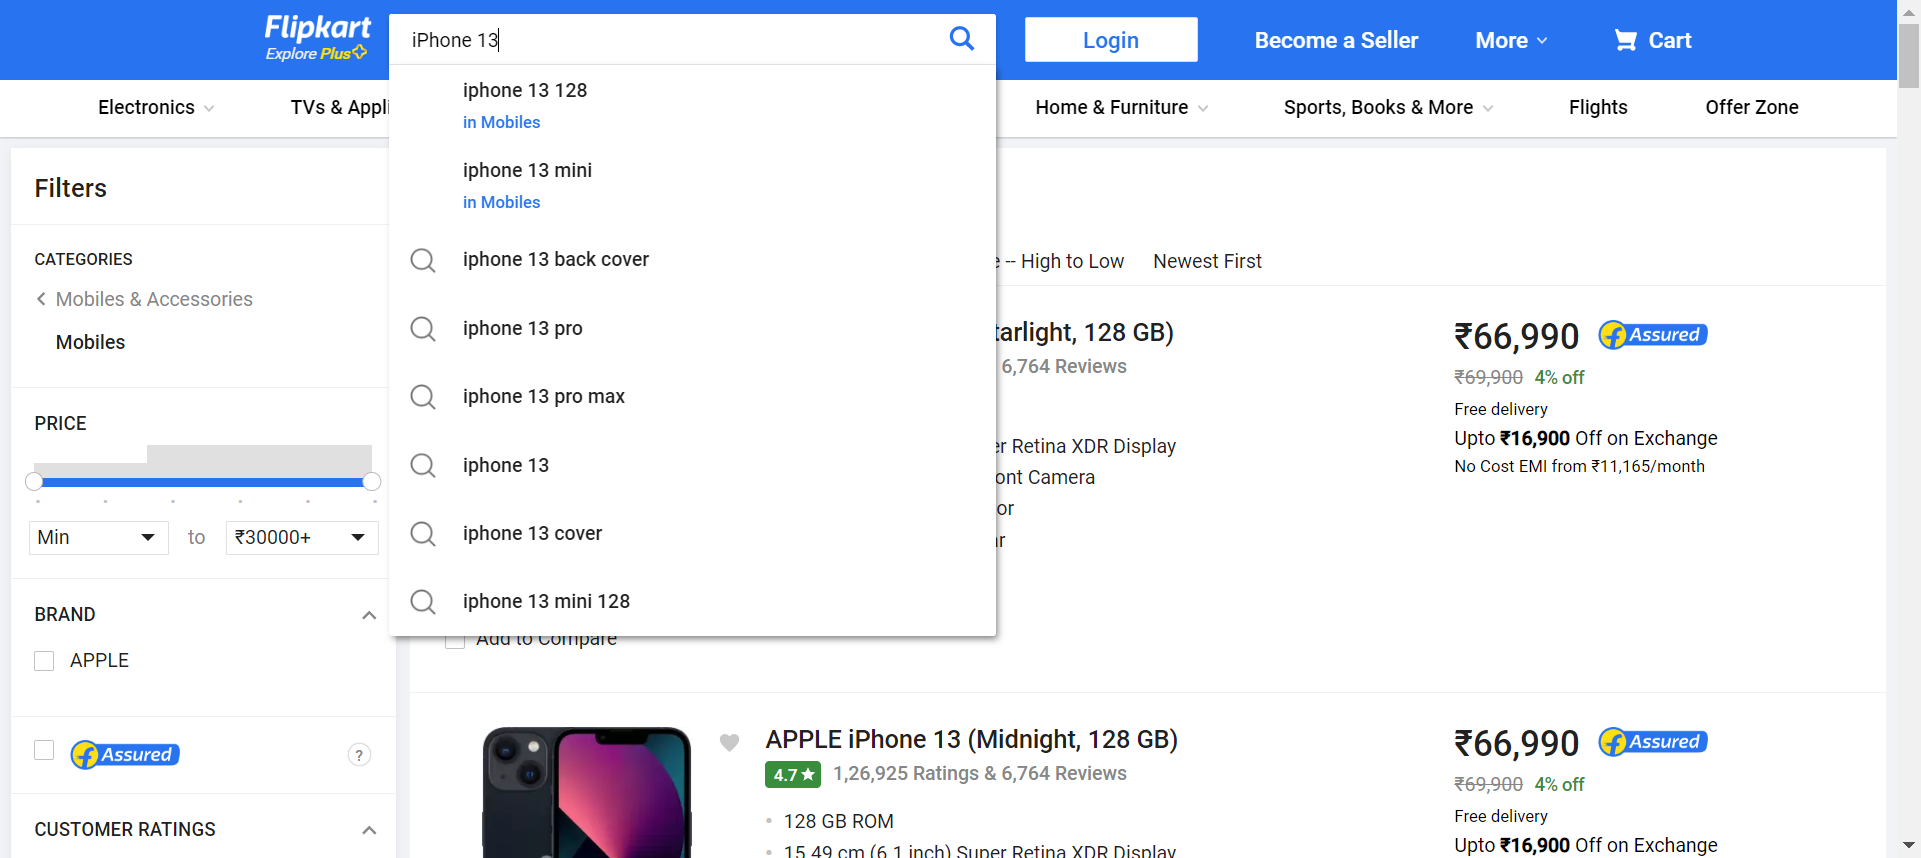 Flipkart
Explore Plus
iPhone 13
Login
Become a Seller
More
Cart
Electronics
TVs & Appli
Home & Furniture
Sports, Books & More
Flights
Offer Zone
iphone 13 128
in Mobiles
iphone 13 mini
in Mobiles
iphone 13 back cover
iphone 13 pro
iphone 13 pro max
iphone 13
iphone 13 cover
iphone 13 mini 128
Filters
CATEGORIES
Mobiles & Accessories
Mobiles
PRICE
Min to ₹30000+
BRAND
APPLE
f Assured
?
CUSTOMER RATINGS
e -- High to Low
Newest First
tarlight, 128 GB)
6,764 Reviews
er Retina XDR Display
ont Camera
or
ar
Add to Compare
₹66,990
f Assured
₹69,900 4% off
Free delivery
Upto ₹16,900 Off on Exchange
No Cost EMI from ₹11,165/month
APPLE iPhone 13 (Midnight, 128 GB)
4.7★ 1,26,925 Ratings & 6,764 Reviews
• 128 GB ROM
• 15.49 cm (6.1 inch) Super Retina XDR Display
₹66,990
f Assured
₹69,900 4% off
Free delivery
Upto ₹16,900 Off on Exchange